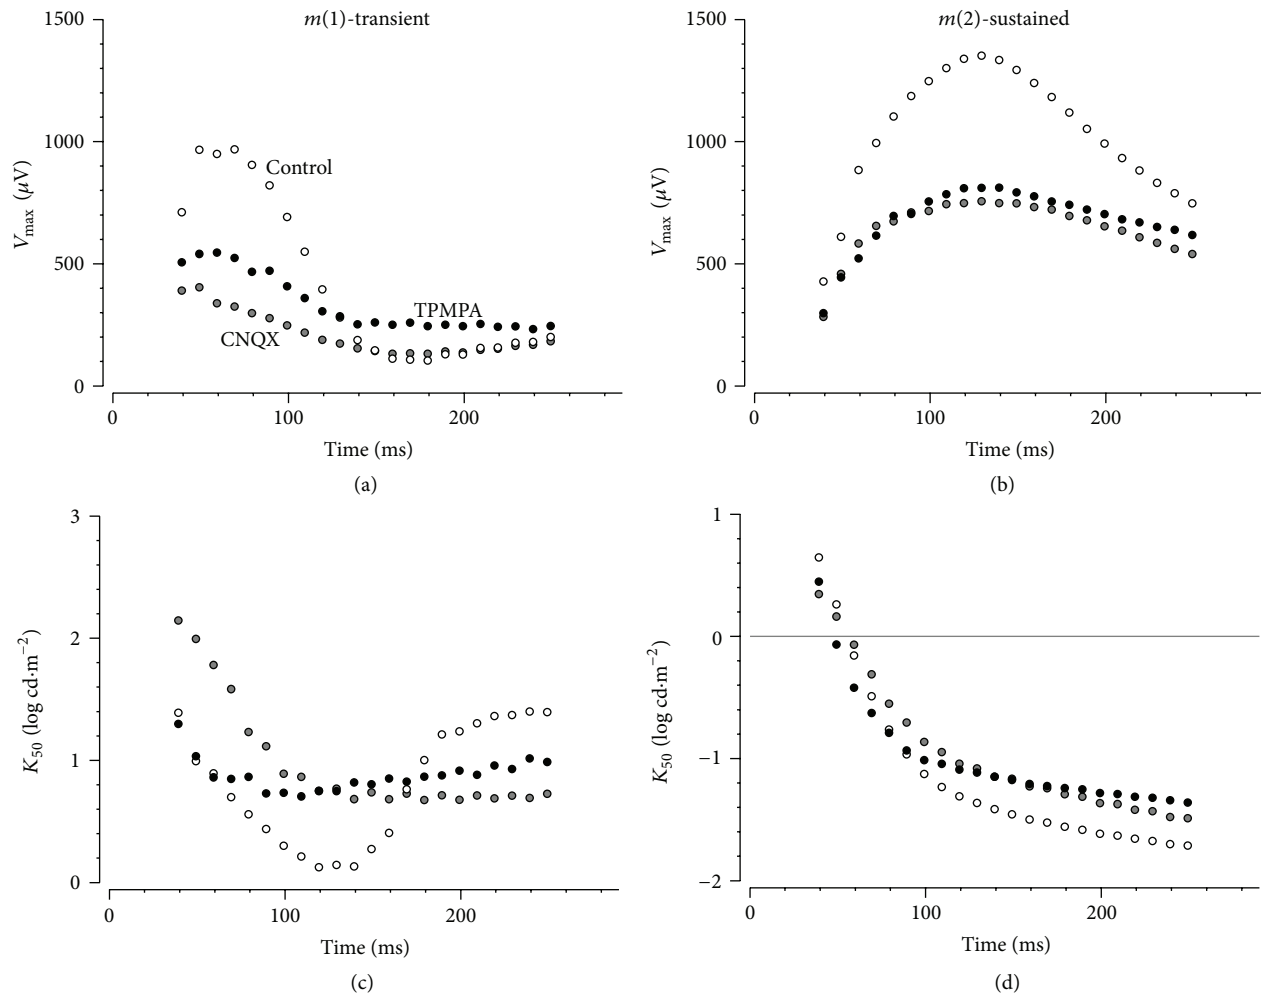 m(1)-transient
1500
1000
500
0
V_max (μV)
Control
TPMPA
CNQX
0 100 200
Time (ms)
(a)
m(2)-sustained
1500
1000
500
0
V_max (μV)
0 100 200
Time (ms)
(b)
3
2
1
0
K_50 (log cd·m^−2)
0 100 200
Time (ms)
(c)
1
0
−1
−2
K_50 (log cd·m^−2)
0 100 200
Time (ms)
(d)